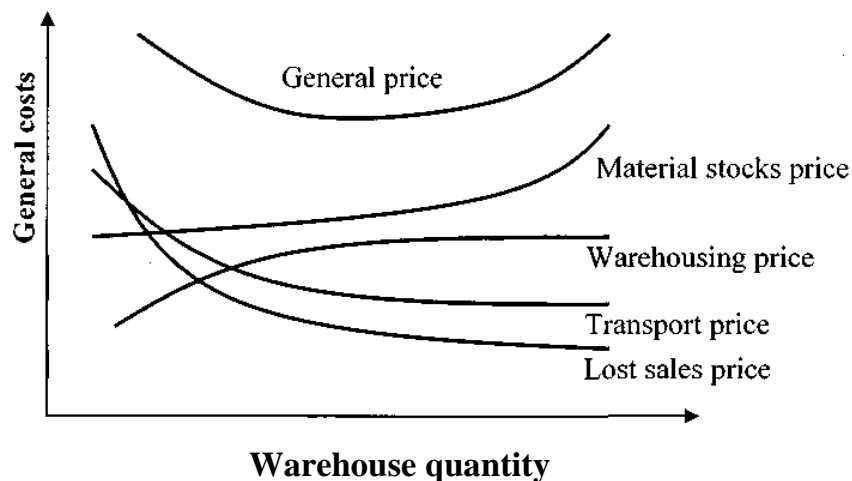 General costs
General price
Material stocks price
Warehousing price
Transport price
Lost sales price
Warehouse quantity